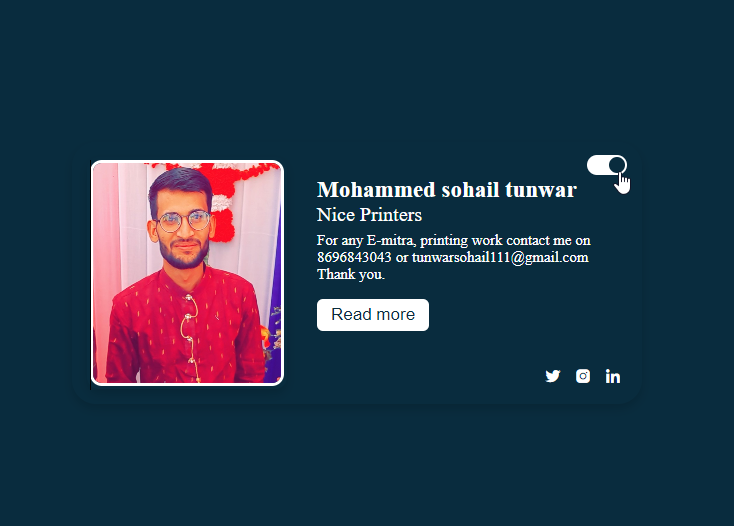 Mohammed sohail tunwar
Nice Printers
For any E-mitra, printing work contact me on
8696843043 or tunwarsohail111@gmail.com
Thank you.
Read more